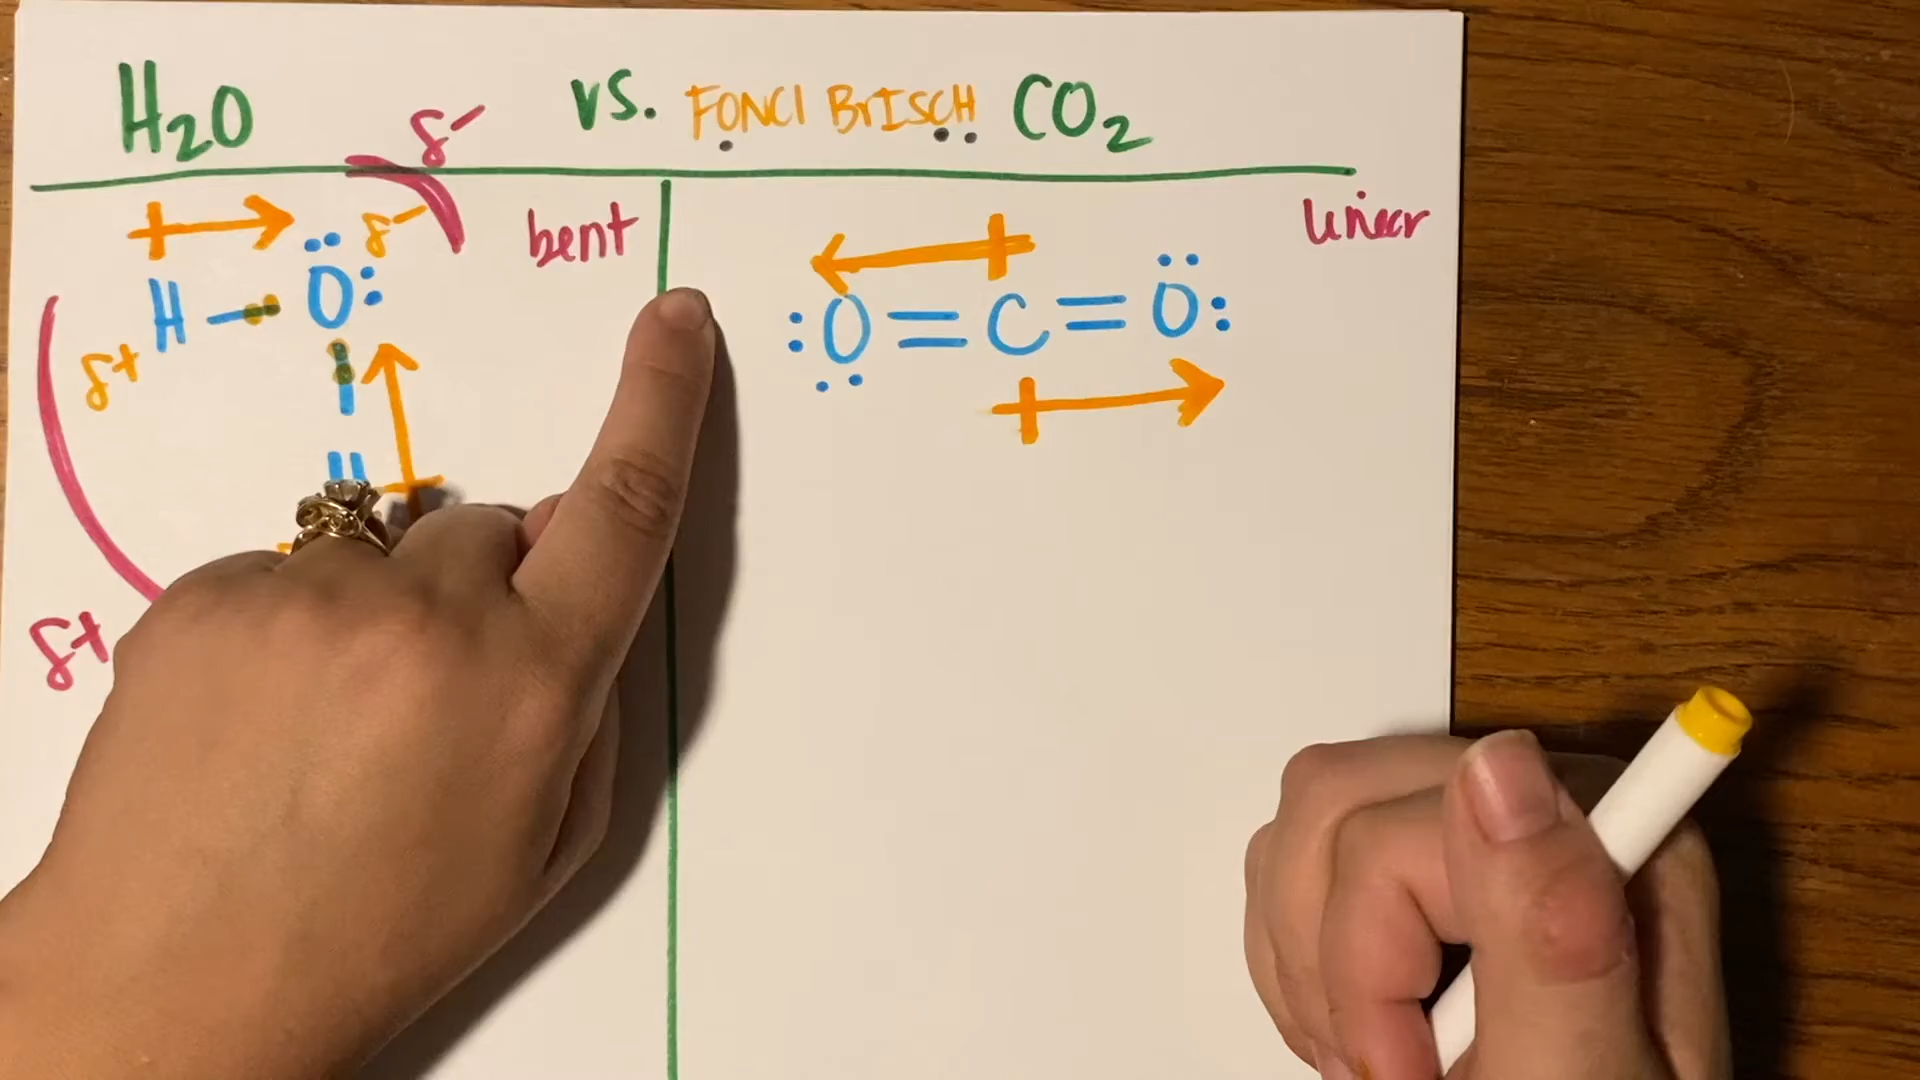 H2O vs. FONCl BrISCH CO2
δ-
bent
linear
δ-
H - O
:O = C = O:
δ+
H
δ+